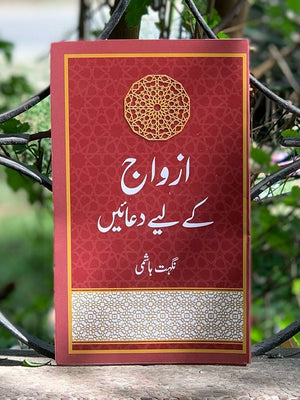 ازواج
کے لیے دعائیں
نگہت ہاشمی